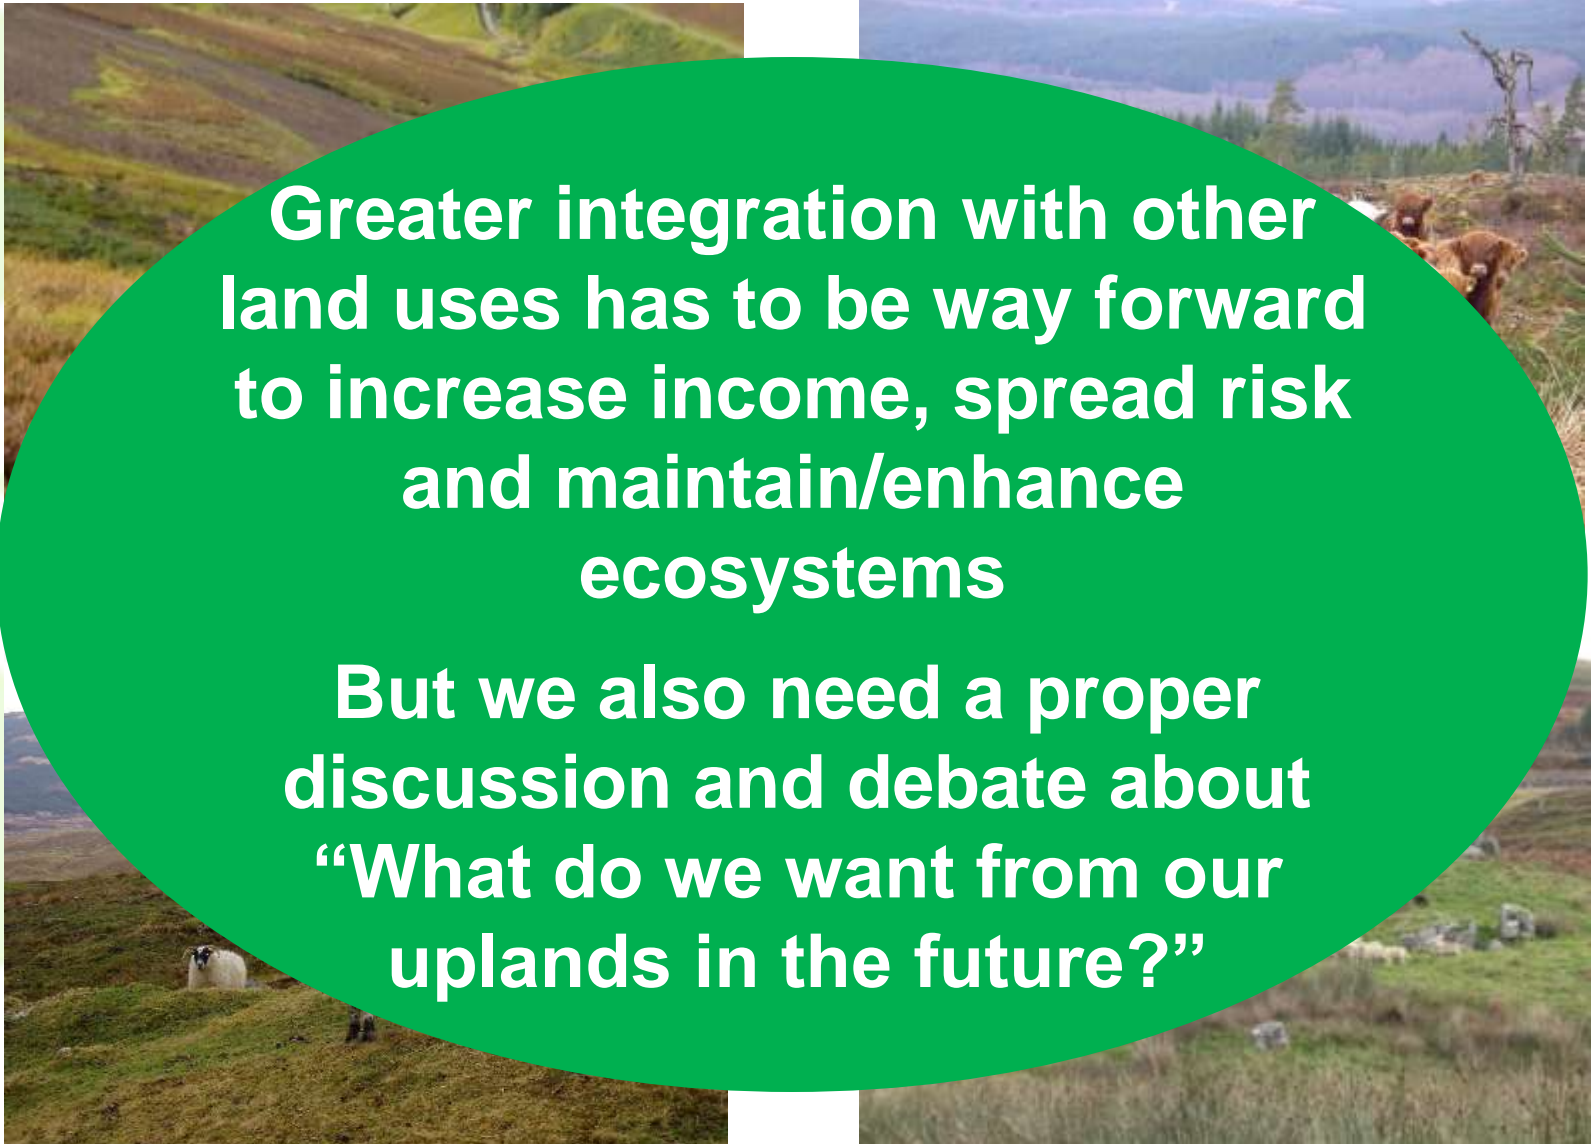 Greater integration with other
land uses has to be way forward
to increase income, spread risk
and maintain/enhance
ecosystems
But we also need a proper
discussion and debate about
“What do we want from our
uplands in the future?”